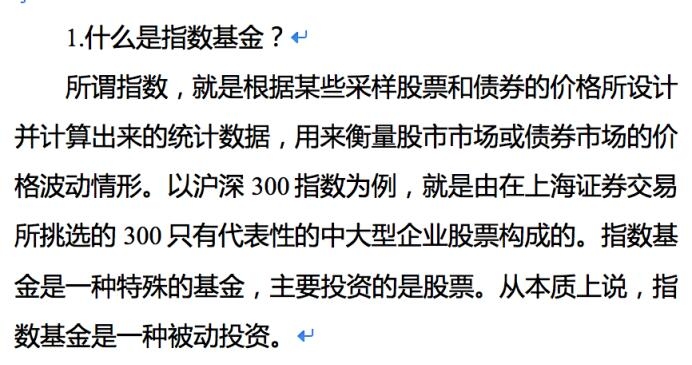 1.什么是指数基金？
所谓指数，就是根据某些采样股票和债券的价格所设计
并计算出来的统计数据，用来衡量股市市场或债券市场的价
格波动情形。以沪深 300 指数为例，就是由在上海证券交易
所挑选的 300 只有代表性的中大型企业股票构成的。指数基
金是一种特殊的基金，主要投资的是股票。从本质上说，指
数基金是一种被动投资。